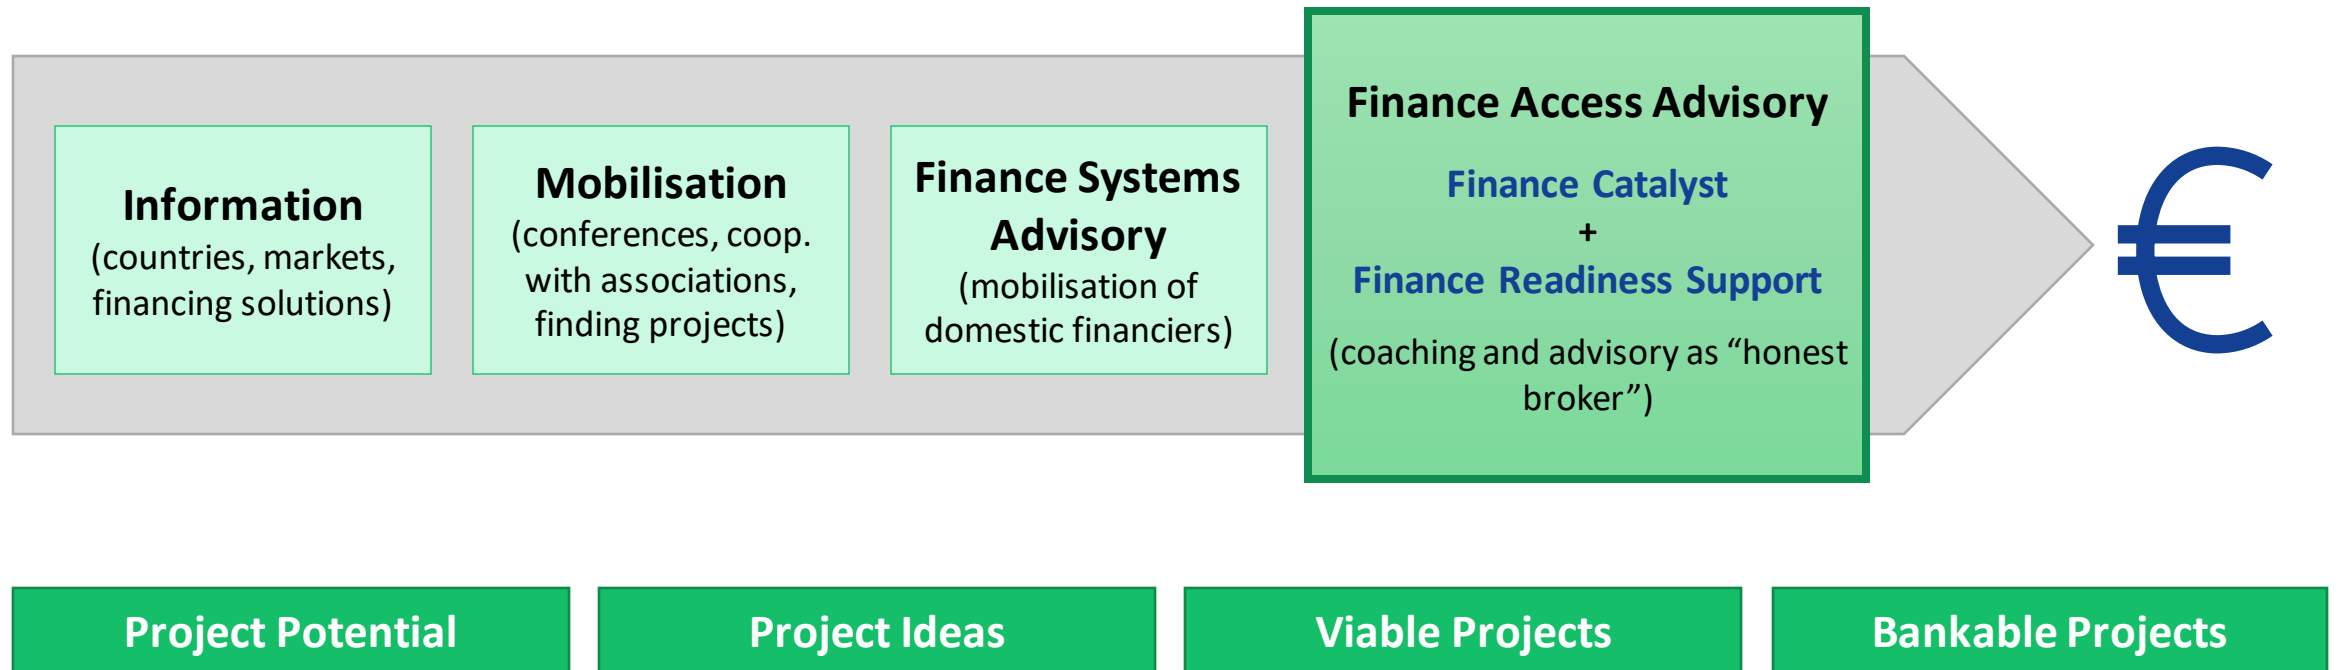 Information
(countries, markets,
financing solutions)
Mobilisation
(conferences, coop.
with associations,
finding projects)
Finance Systems
Advisory
(mobilisation of
domestic financiers)
Finance Access Advisory
Finance Catalyst
+
Finance Readiness Support
(coaching and advisory as “honest
broker”)
€
Project Potential
Project Ideas
Viable Projects
Bankable Projects